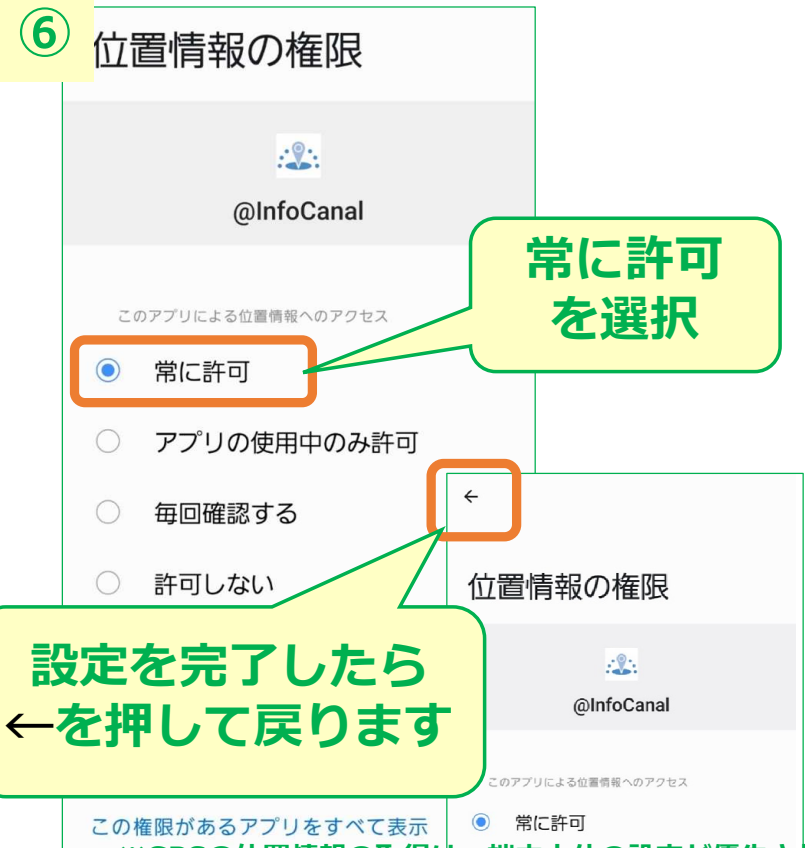 ⑥
位置情報の権限
@InfoCanal
常に許可
を選択
このアプリによる位置情報へのアクセス
常に許可
アプリの使用中のみ許可
毎回確認する
許可しない
設定を完了したら
←を押して戻ります
この権限があるアプリをすべて表示
←
位置情報の権限
@InfoCanal
このアプリによる位置情報へのアクセス
常に許可